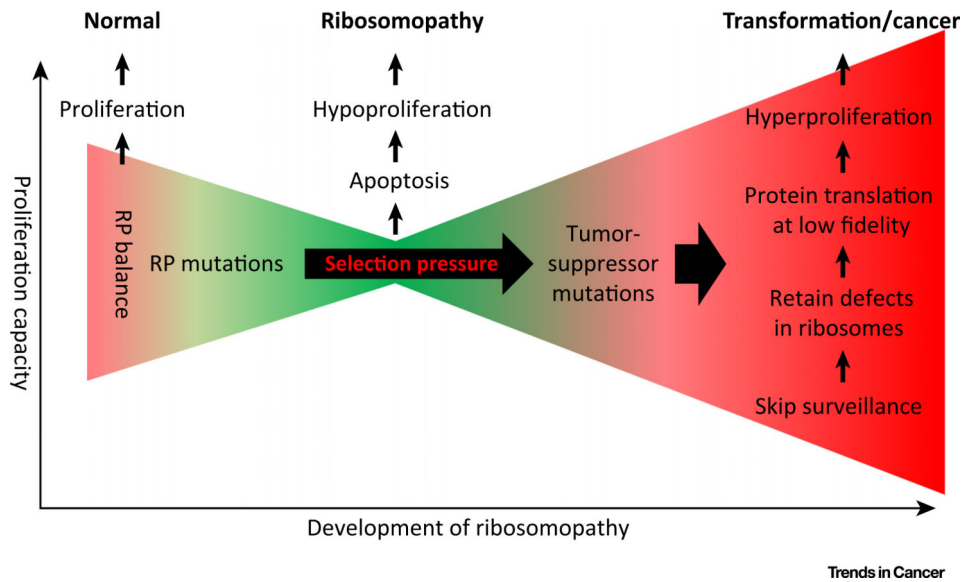 Normal
Ribosomopathy
Transformation/cancer
Proliferation
Hypoproliferation
Hyperproliferation
Apoptosis
Protein translation
at low fidelity
Proliferation capacity
RP balance
RP mutations
Selection pressure
Tumor-
suppressor
mutations
Retain defects
in ribosomes
Skip surveillance
Development of ribosomopathy
Trends in Cancer